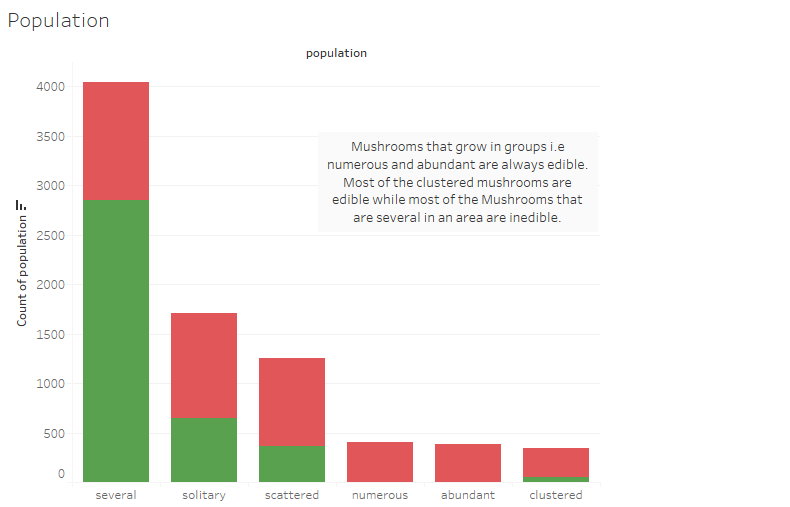 Population
population
Mushrooms that grow in groups i.e
numerous and abundant are always edible.
Most of the clustered mushrooms are
edible while most of the Mushrooms that
are several in an area are inedible.
Count of population
4000
3500
3000
2500
2000
1500
1000
500
0
several
solitary
scattered
numerous
abundant
clustered